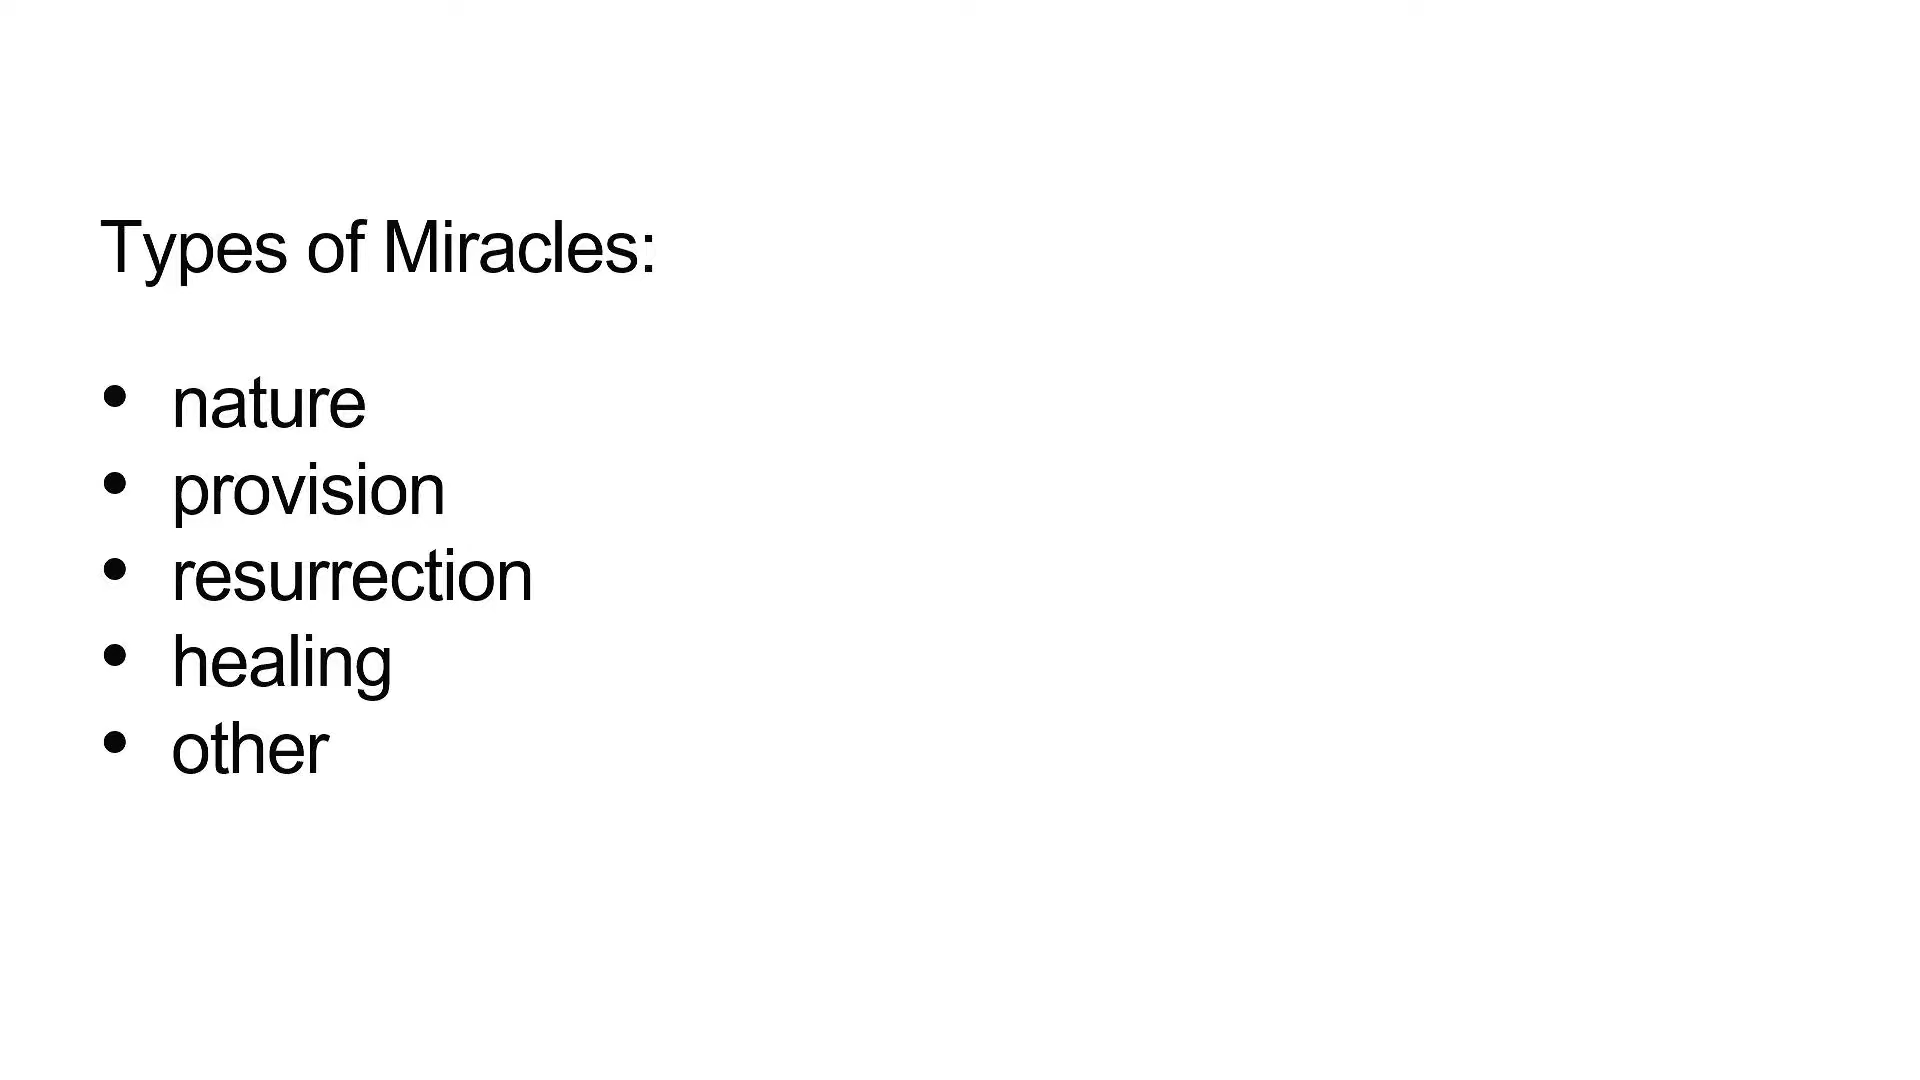 Types of Miracles:
• nature
• provision
• resurrection
• healing
• other